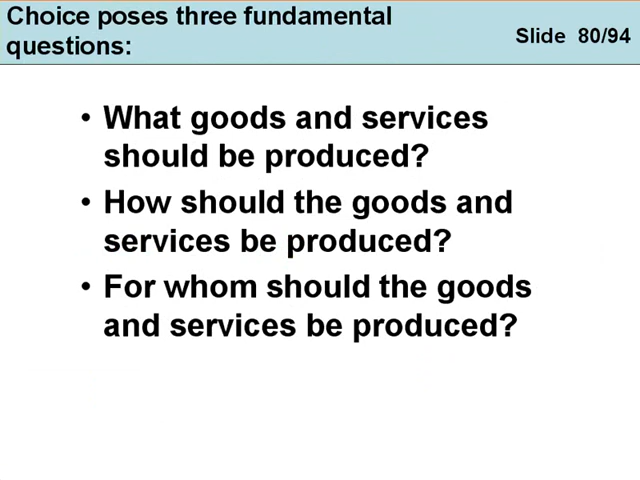 Choice poses three fundamental
questions:
Slide 80/94
• What goods and services
should be produced?
• How should the goods and
services be produced?
• For whom should the goods
and services be produced?